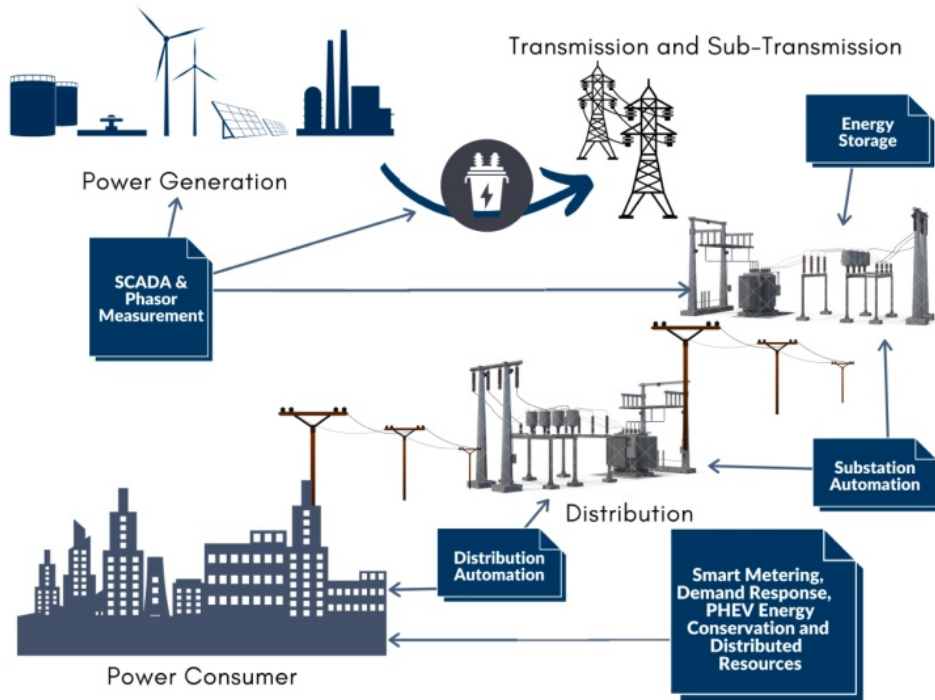 Transmission and Sub-Transmission
Energy
Storage
Power Generation
SCADA &
Phasor
Measurement
Substation
Automation
Distribution
Distribution
Automation
Smart Metering,
Demand Response,
PHEV Energy
Conservation and
Distributed
Resources
Power Consumer